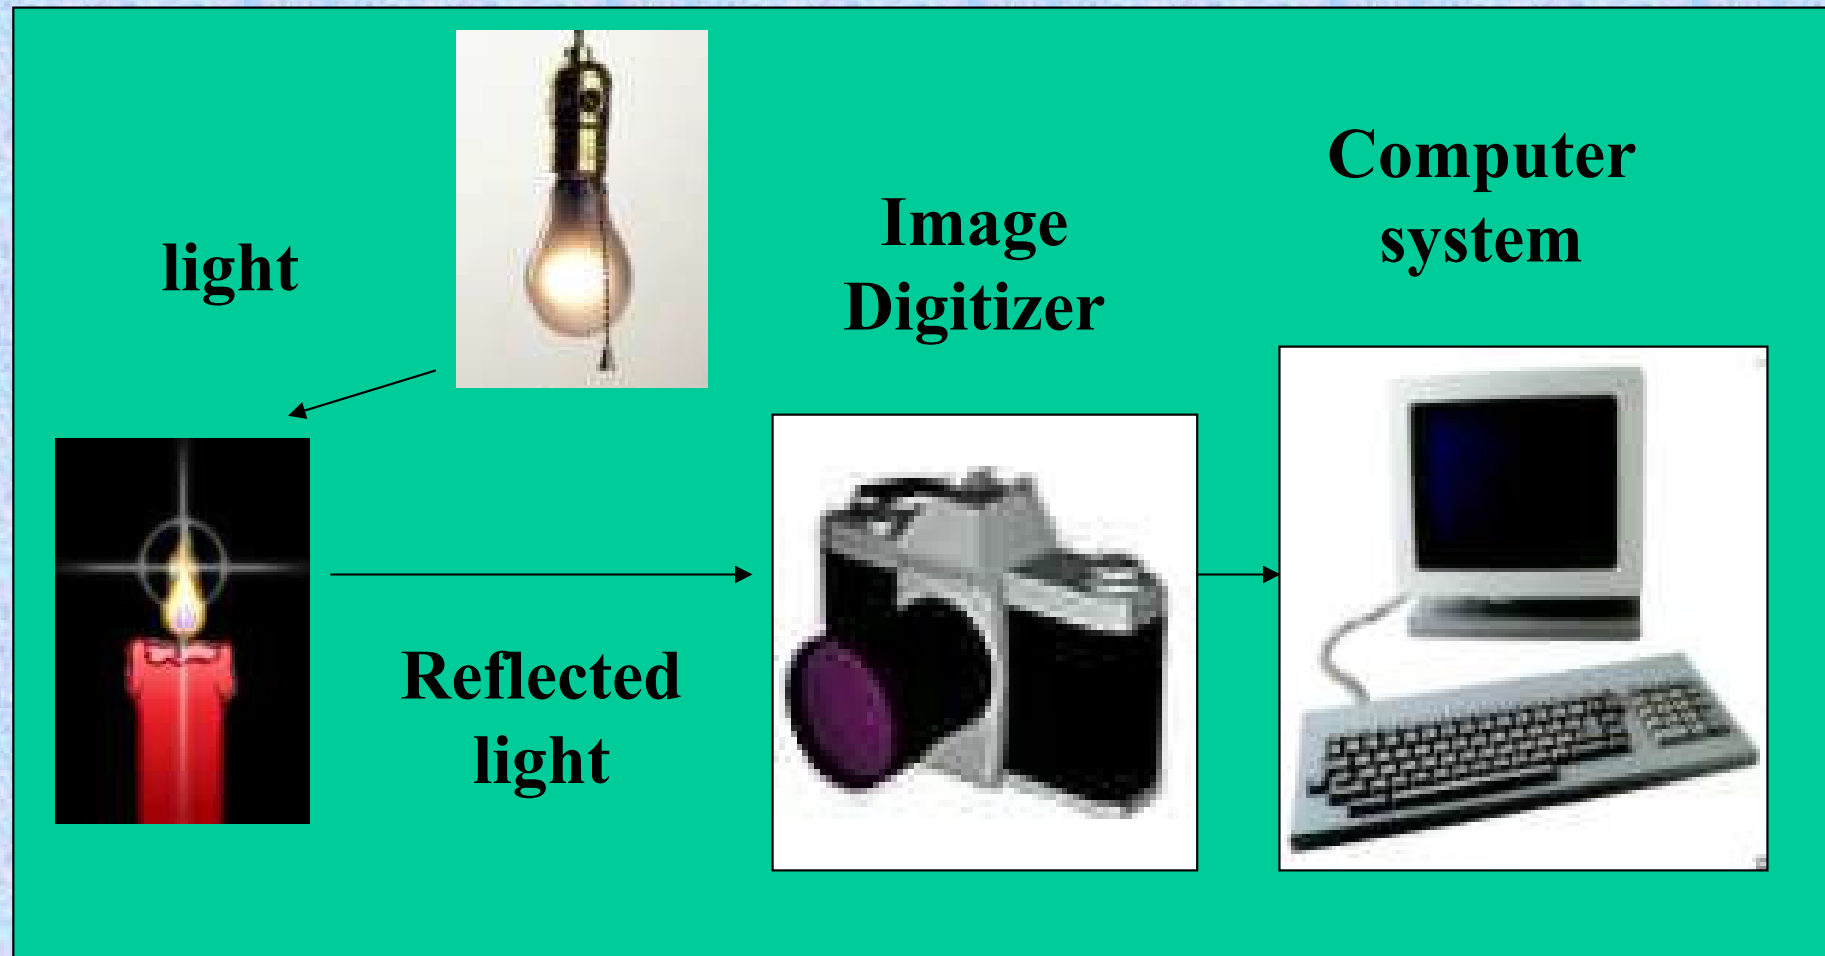 light
Image
Digitizer
Computer
system
Reflected
light